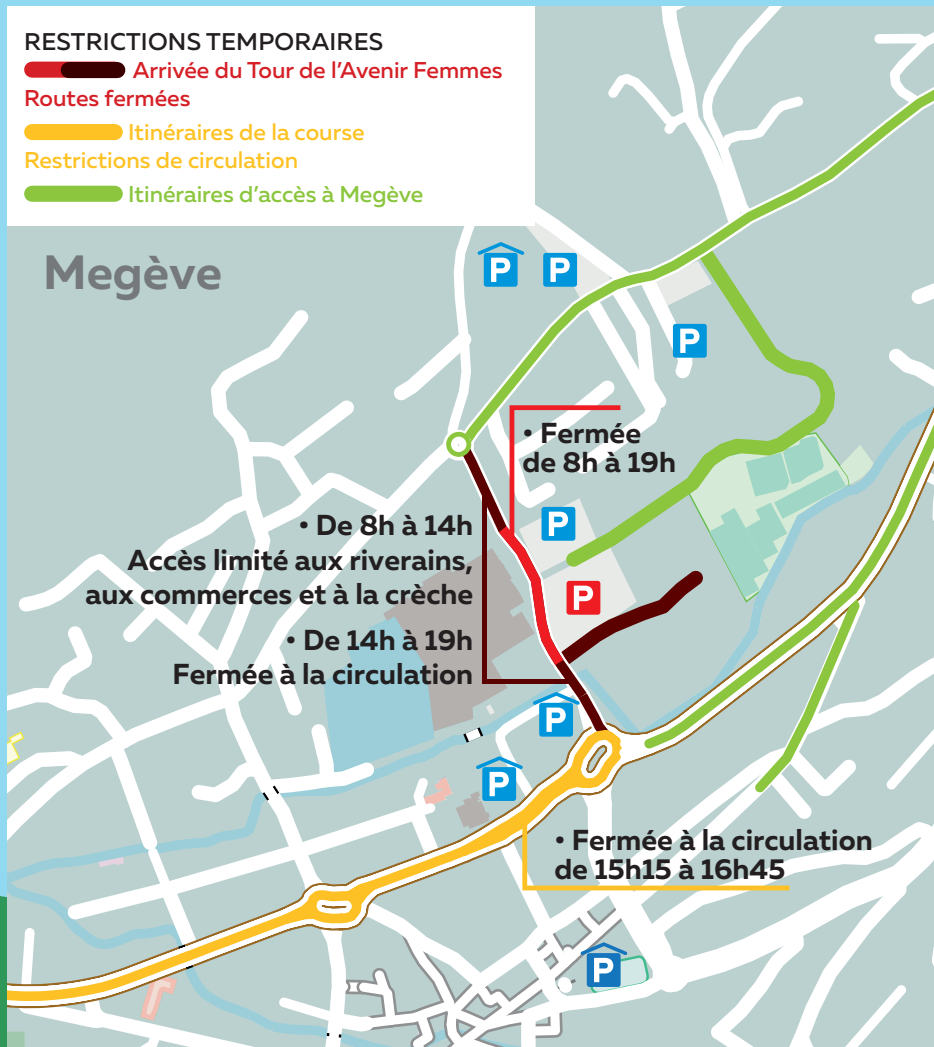 RESTRICTIONS TEMPORAIRES
Arrivée du Tour de l'Avenir Femmes
Routes fermées
Itinéraires de la course
Restrictions de circulation
Itinéraires d'accès à Megève
Megève
P
P
P
• Fermée
de 8h à 19h
• De 8h à 14h
Accès limité aux riverains,
aux commerces et à la crèche
P
P
• De 14h à 19h
Fermée à la circulation
P
P
• Fermée à la circulation
de 15h15 à 16h45
P